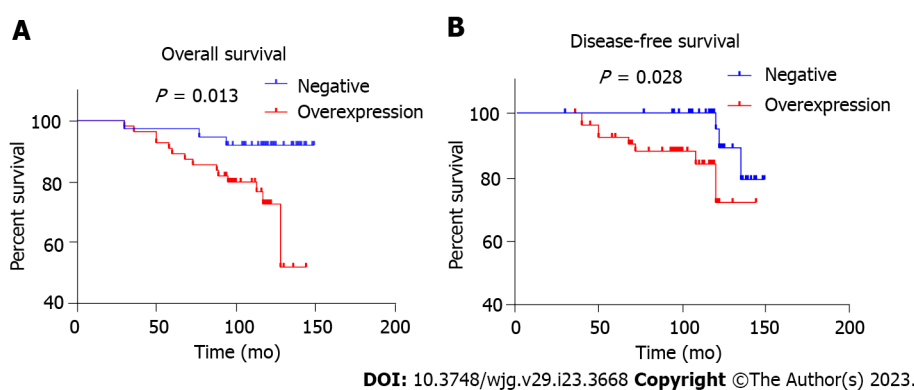 A
Overall survival
P = 0.013
Negative
Overexpression
Percent survival
100
80
60
40
0
50
100
150
200
Time (mo)
B
Disease-free survival
P = 0.028
Negative
Overexpression
Percent survival
100
80
60
40
0
50
100
150
200
Time (mo)
DOI: 10.3748/wjg.v29.i23.3668 Copyright ©The Author(s) 2023.